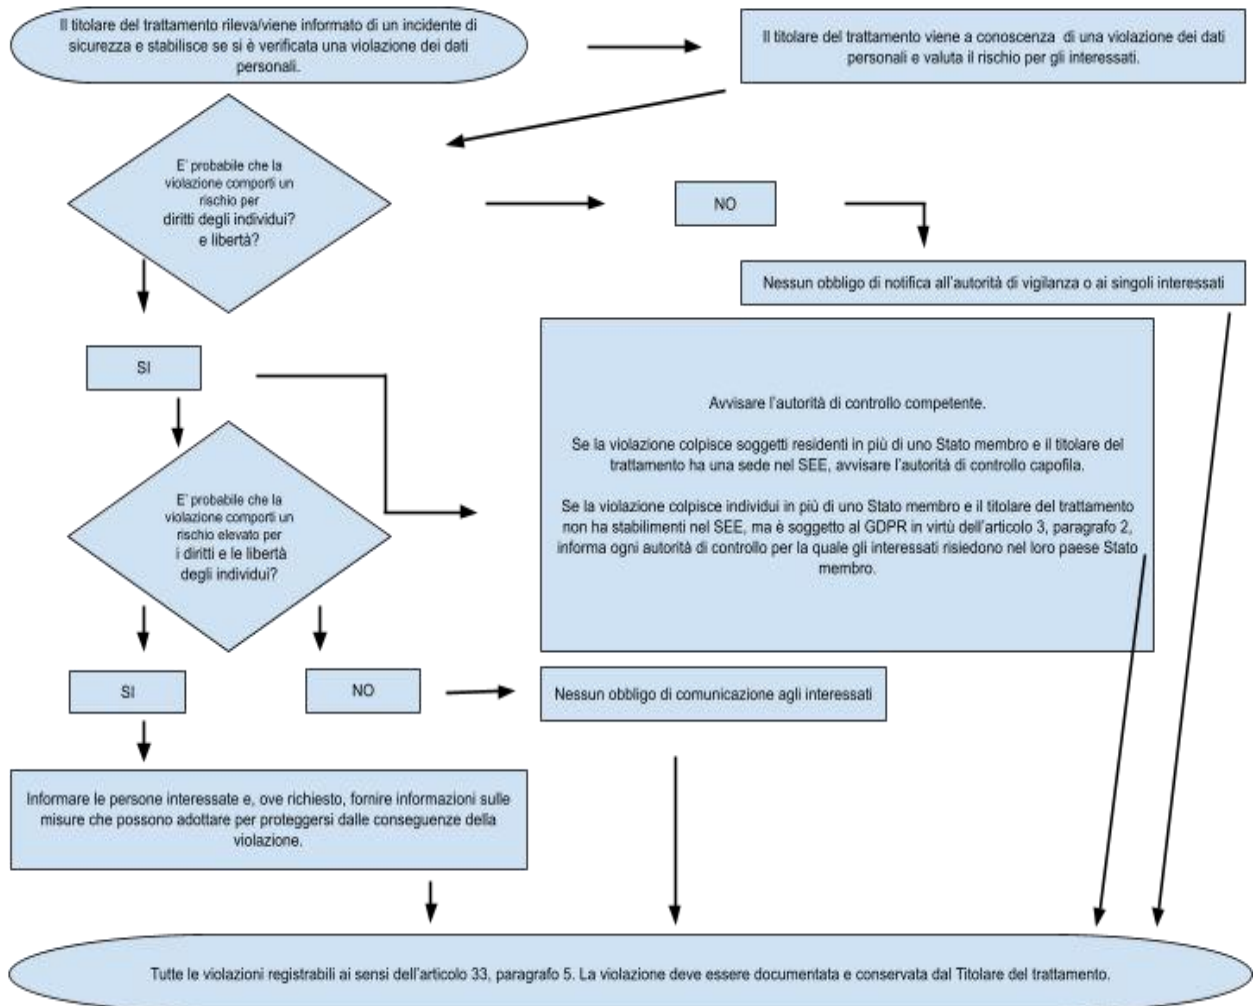 Il titolare del trattamento rileva/viene informato di un incidente di
sicurezza e stabilisce se si è verificata una violazione dei dati
personali.
Il titolare del trattamento viene a conoscenza di una violazione dei dati
personali e valuta il rischio per gli interessati.
E' probabile che la
violazione comporti un
rischio per
diritti degli individui?
e libertà?
NO
Nessun obbligo di notifica all'autorità di vigilanza o ai singoli interessati
SI
Avvisare l'autorità di controllo competente.
Se la violazione colpisce soggetti residenti in più di uno Stato membro e il titolare del
trattamento ha una sede nel SEE, avvisare l'autorità di controllo capofila.
Se la violazione colpisce individui in più di uno Stato membro e il titolare del trattamento
non ha stabilimenti nel SEE, ma è soggetto al GDPR in virtù dell'articolo 3, paragrafo 2,
informa ogni autorità di controllo per la quale gli interessati risiedono nel loro paese Stato
membro.
E' probabile che la
violazione comporti un
rischio elevato per
i diritti e le libertà
degli individui?
SI
NO
Nessun obbligo di comunicazione agli interessati
Informare le persone interessate e, ove richiesto, fornire informazioni sulle
misure che possono adottare per proteggersi dalle conseguenze della
violazione.
Tutte le violazioni registrabili ai sensi dell'articolo 33, paragrafo 5. La violazione deve essere documentata e conservata dal Titolare del trattamento.